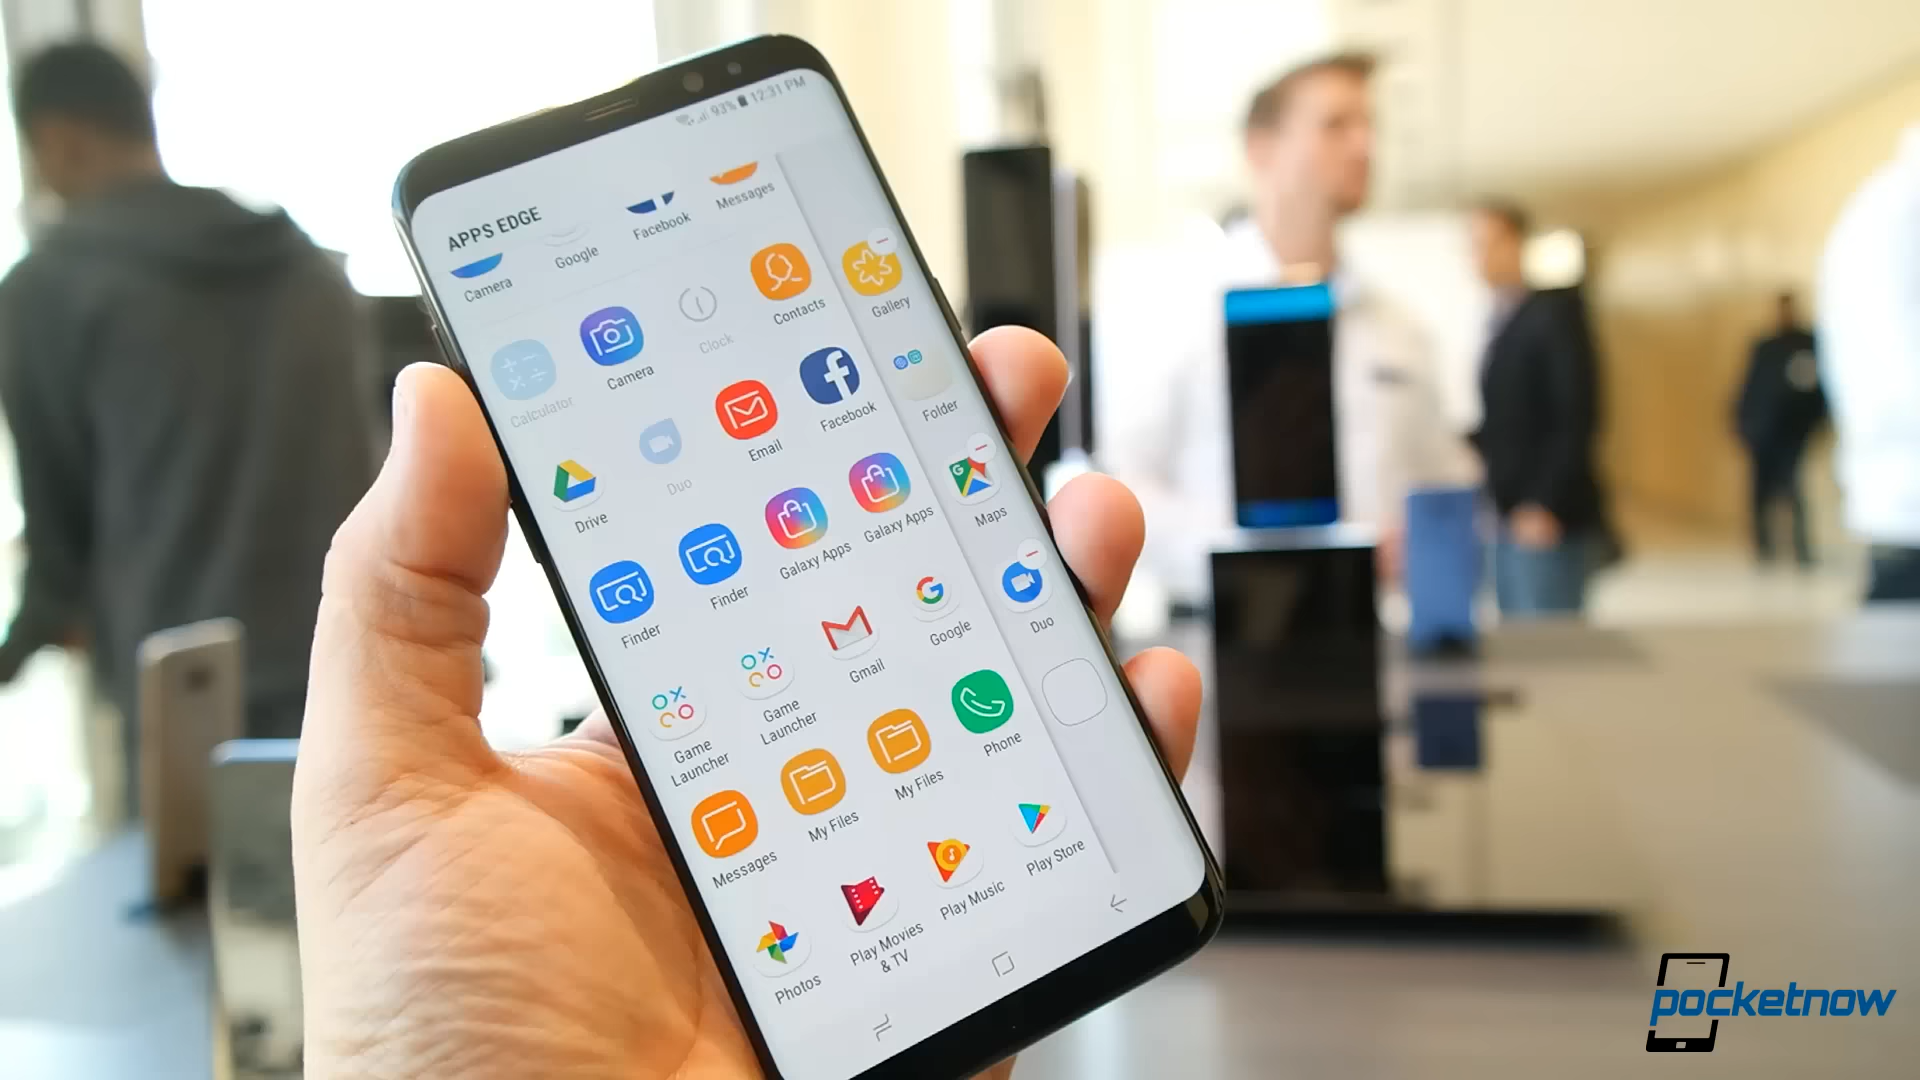 93% 12:31 PM
APPS EDGE
Camera
Google
Facebook
Messages
Calculator
Camera
Clock
Contacts
Gallery
Drive
Duo
Email
Facebook
Folder
Finder
Finder
Galaxy Apps
Galaxy Apps
Maps
Game
Launcher
Game
Launcher
Gmail
Google
Duo
Messages
My Files
My Files
Phone
Photos
Play Movies
& TV
Play Music
Play Store
pocketnow